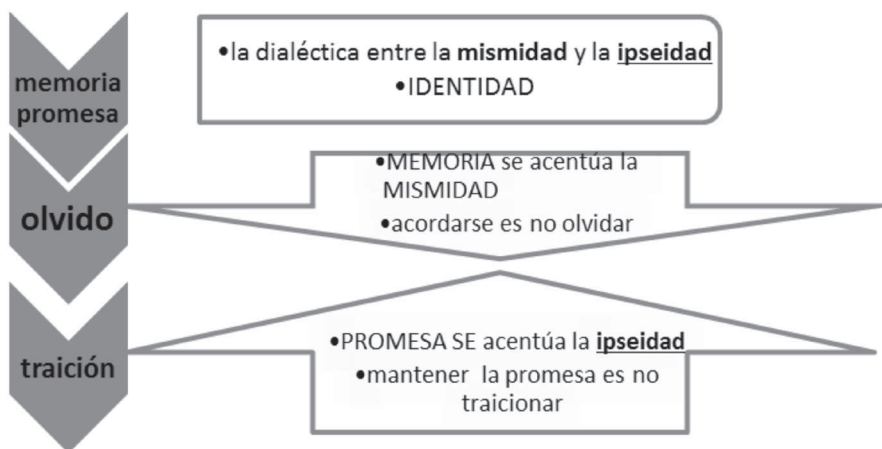 memoria
promesa
•la dialéctica entre la mismidad y la ipseidad
•IDENTIDAD
olvido
•MEMORIA se acentúa la
MISMIDAD
•acordarse es no olvidar
traición
•PROMESA SE acentúa la ipseidad
•mantener la promesa es no
traicionar